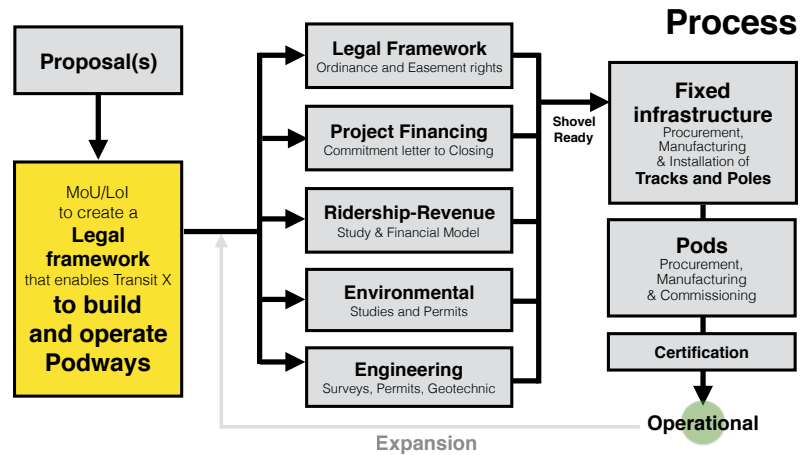 Process
Proposal(s)
MoU/LoI
to create a
Legal
framework
that enables Transit X
to build
and operate
Podways
Legal Framework
Ordinance and Easement rights
Project Financing
Commitment letter to Closing
Ridership-Revenue
Study & Financial Model
Environmental
Studies and Permits
Engineering
Surveys, Permits, Geotechnic
Shovel
Ready
Fixed
infrastructure
Procurement,
Manufacturing
& Installation of
Tracks and Poles
Pods
Procurement,
Manufacturing
& Commissioning
Certification
Operational
Expansion